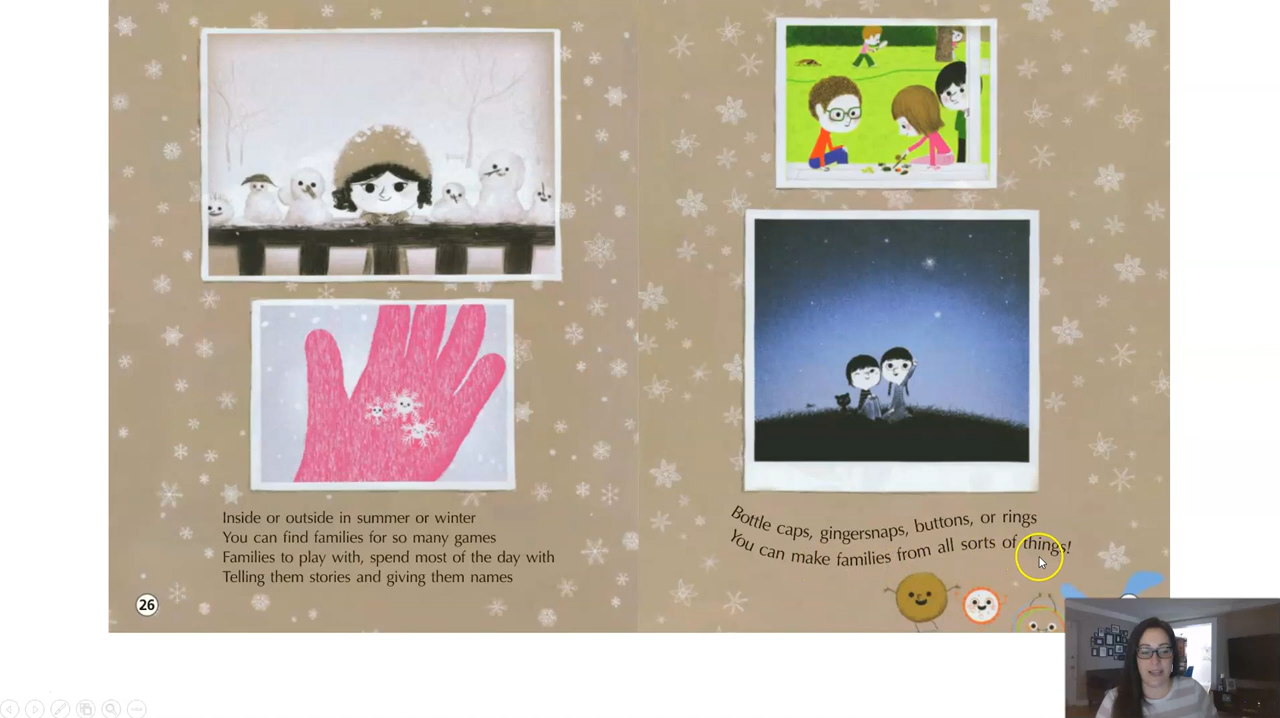 Inside or outside in summer or winter
You can find families for so many games
Families to play with, spend most of the day with
Telling them stories and giving them names
26
Bottle caps, gingersnaps, buttons, or rings
You can make families from all sorts of things!